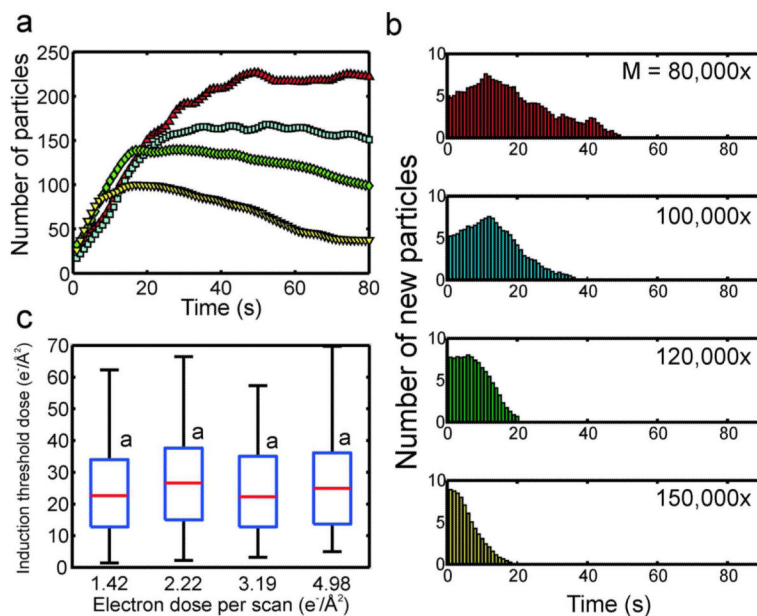 a
Number of particles
250
200
150
100
50
0
0 20 40 60 80
Time (s)
b
Number of new particles
10
5
0
0 20 40 60 80
M = 80,000x
10
5
0
0 20 40 60 80
100,000x
10
5
0
0 20 40 60 80
120,000x
10
5
0
0 20 40 60 80
150,000x
Time (s)
c
Induction threshold dose (e⁻/Å²)
70
60
50
40
30
20
10
0
a a a a
1.42 2.22 3.19 4.98
Electron dose per scan (e⁻/Å²)